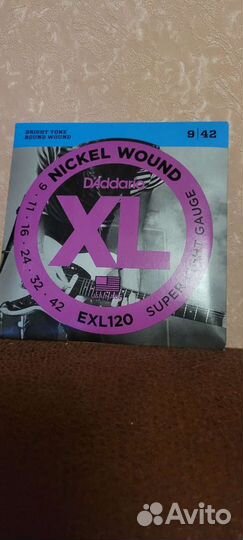 BRIGHT TONE
ROUND WOUND
9|42
NICKEL WOUND
D'Addario
XL
9 · 11 · 16 · 24 · 32 · 42
EXL120
SUPER LIGHT GAUGE
Avito